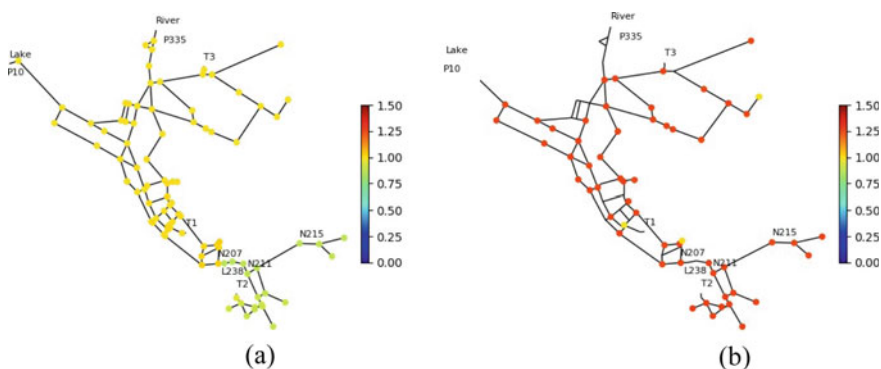 River
P335
Lake
P10
T3
1.50
1.25
1.00
0.75
0.50
0.25
0.00
T1
N207
L238
N211
N215
T2
(a)
River
P335
Lake
P10
T3
1.50
1.25
1.00
0.75
0.50
0.25
0.00
T1
N207
L238
N211
N215
T2
(b)